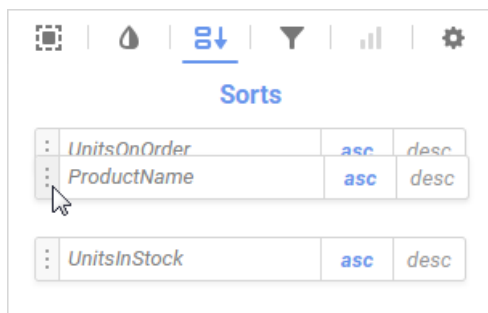 Sorts
UnitsOnOrder asc desc
ProductName asc desc
UnitsInStock asc desc